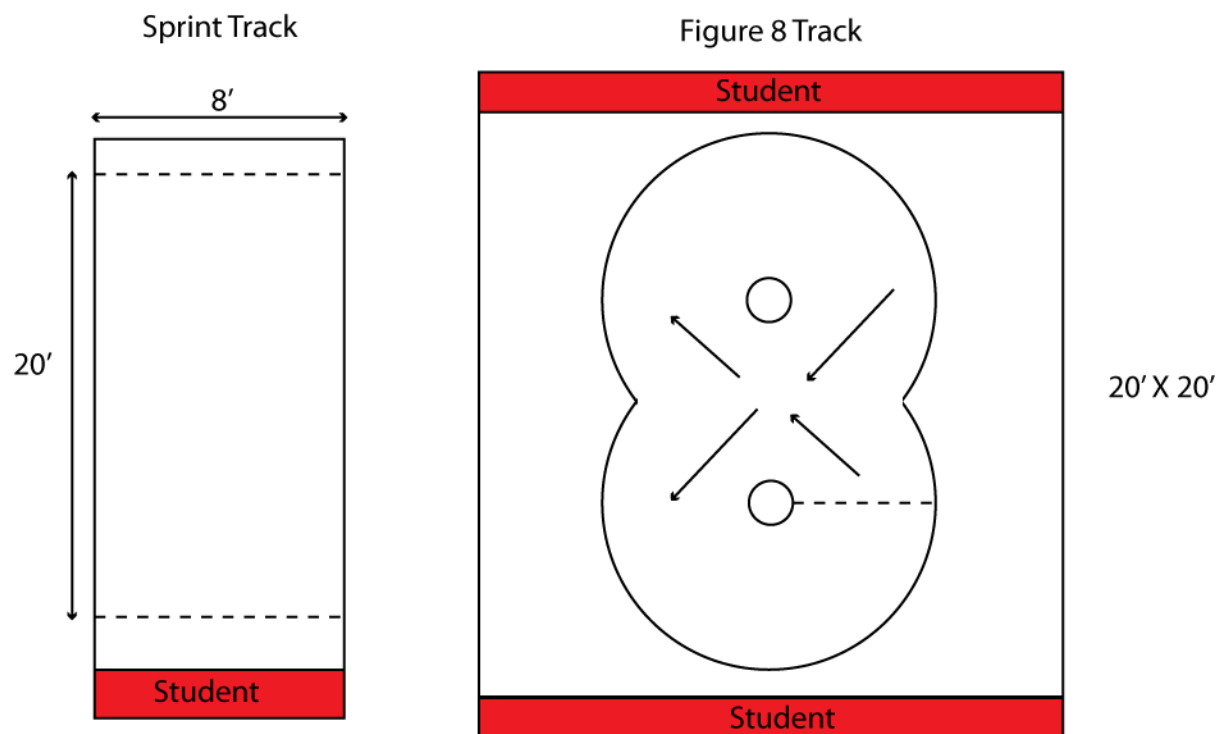 Sprint Track
8’
20’
Student
Figure 8 Track
Student
20’ X 20’
Student